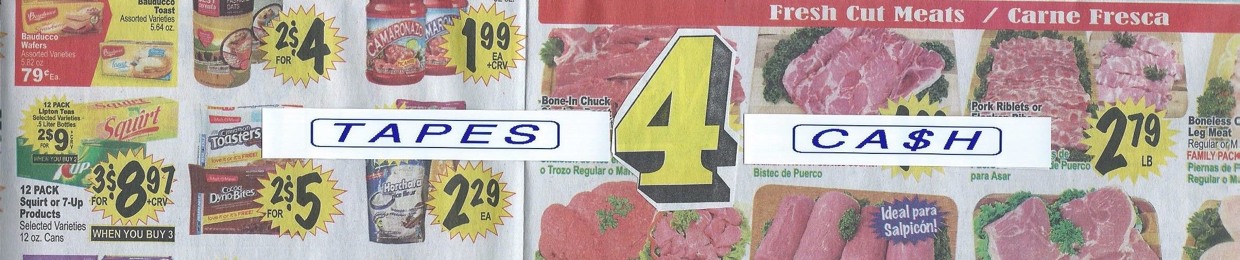 Bauducco
Toast
Assorted Varieties
5.64 oz.
Bauducco
Wafers
Assorted Varieties
5.82 oz
79¢ Ea.
2$ FOR 4
CAMARONAZO
1 99
EA
+CRV
Fresh Cut Meats / Carne Fresca
Bone-In Chuck
o Trozo Regular o
TAPES
4
CA$H
Bistec de Puerco
Pork Riblets or
para Asar
2 79
LB
Boneless
Leg Meat
Regular or M
FAMILY PACK
Piernas de
Regular o M
12 PACK
Lipton Teas
Selected Varieties
.5 Liter Bottles
2$ FOR 9
WHEN YOU BUY 2
Squirt
UP
3$ FOR 8 97
+CRV
12 PACK
Squirt or 7-Up
Products
Selected Varieties
12 oz. Cans
WHEN YOU BUY 3
Toasters
Cocoa
Dyno-Bites
2$ FOR 5
Horchata
2 29
EA
Ideal para
Salpicón!